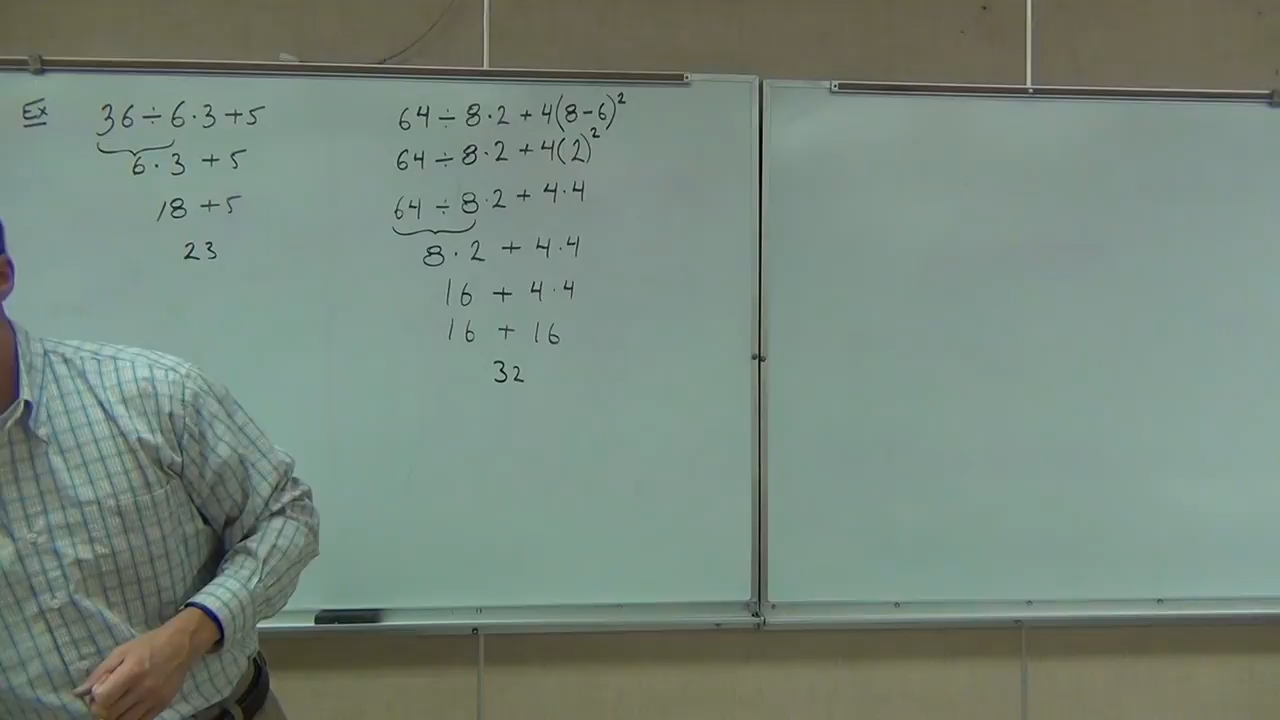 Ex 36 ÷ 6 · 3 + 5
6 · 3 + 5
18 + 5
23
64 ÷ 8 · 2 + 4(8 - 6)²
64 ÷ 8 · 2 + 4(2)²
64 ÷ 8 · 2 + 4 · 4
8 · 2 + 4 · 4
16 + 4 · 4
16 + 16
32